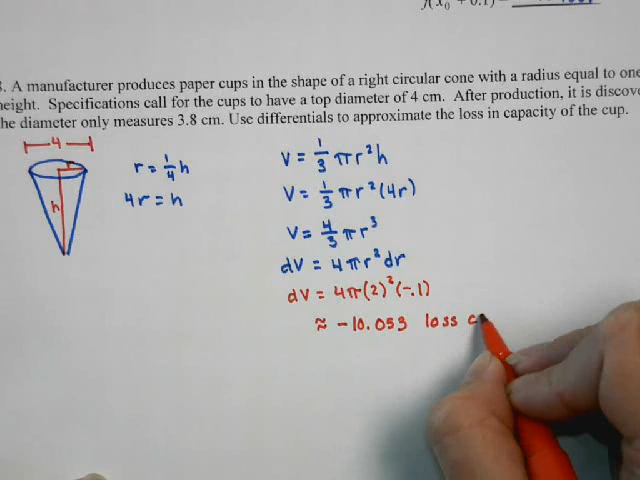 3. A manufacturer produces paper cups in the shape of a right circular cone with a radius equal to one
height. Specifications call for the cups to have a top diameter of 4 cm. After production, it is
the diameter only measures 3.8 cm. Use differentials to approximate the loss in capacity of the cup.
4
r
h
r = 1/4 h
4r = h
V = 1/3 πr²h
V = 1/3 πr²(4r)
V = 4/3 πr³
dV = 4πr²dr
dV = 4π(2)²(-.1)
≈ -10.053 loss